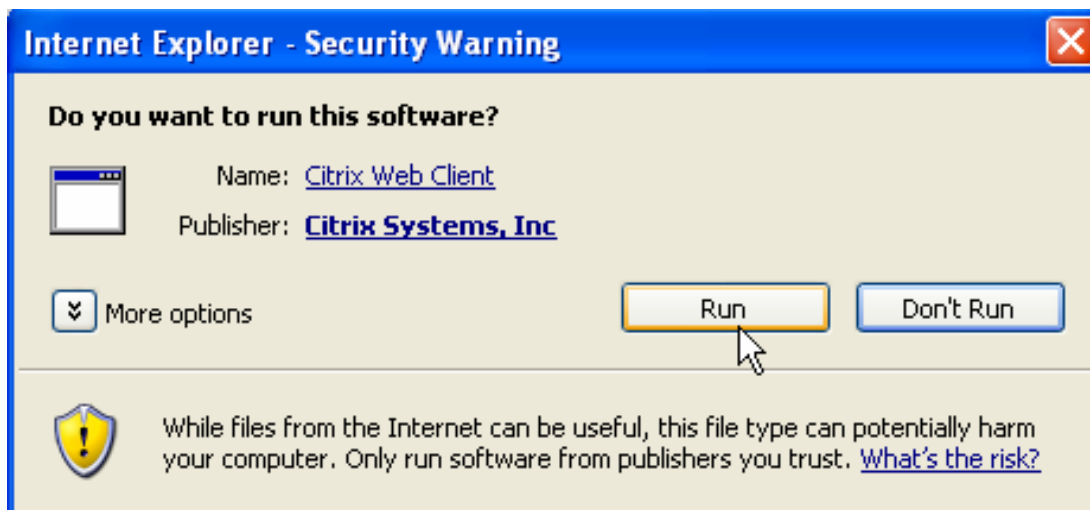 Internet Explorer - Security Warning
Do you want to run this software?
Name: Citrix Web Client
Publisher: Citrix Systems, Inc
More options
Run
Don't Run
While files from the Internet can be useful, this file type can potentially harm
your computer. Only run software from publishers you trust. What's the risk?